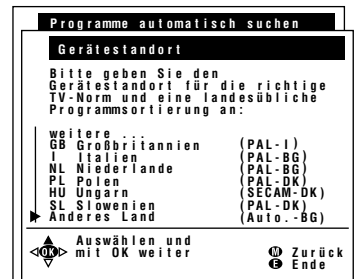 Programme automatisch suchen
Gerätestandort
Bitte geben Sie den
Gerätestandort für die richtige
TV-Norm und eine landesübliche
Programmsortierung an:
weitere ...
GB Großbritannien (PAL-I)
I Italien (PAL-BG)
NL Niederlande (PAL-BG)
PL Polen (PAL-DK)
HU Ungarn (SECAM-DK)
SL Slowenien (PAL-DK)
Anderes Land (Auto.-BG)
Auswählen und
OK mit OK weiter
M Zurück
E Ende